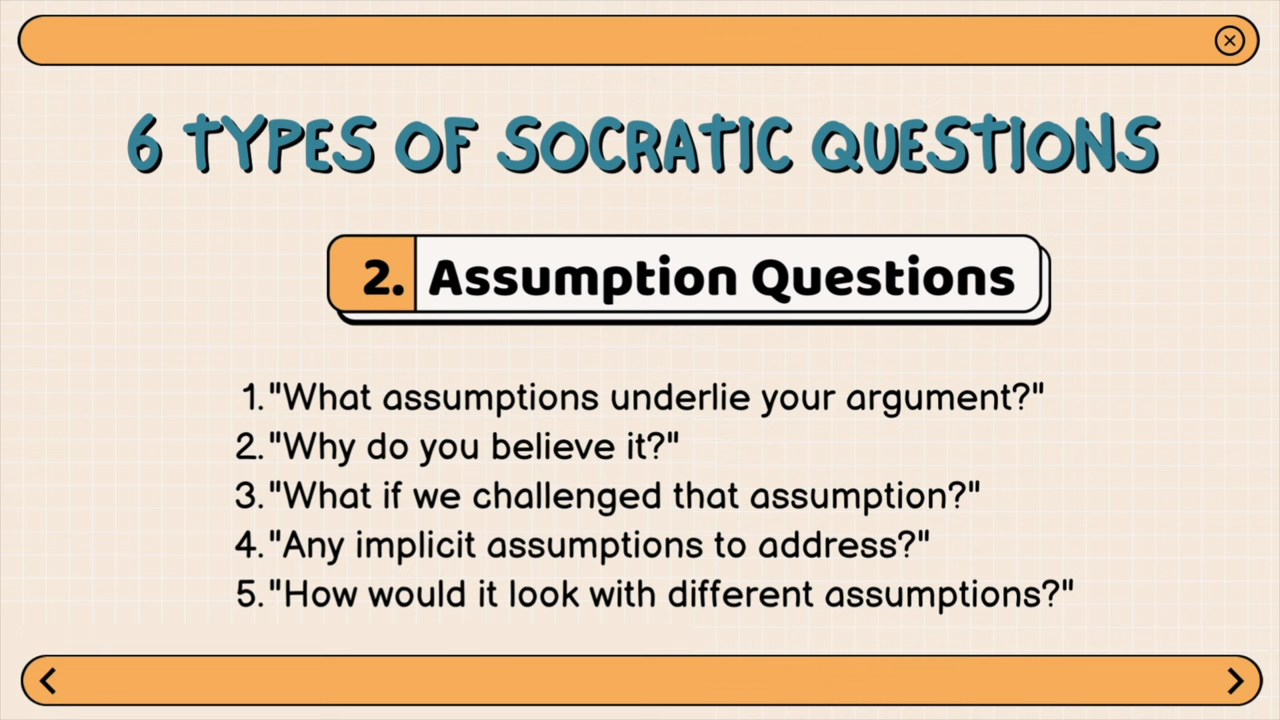 6 TYPES OF SOCRATIC QUESTIONS
2. Assumption Questions
1. "What assumptions underlie your argument?"
2. "Why do you believe it?"
3. "What if we challenged that assumption?"
4. "Any implicit assumptions to address?"
5. "How would it look with different assumptions?"